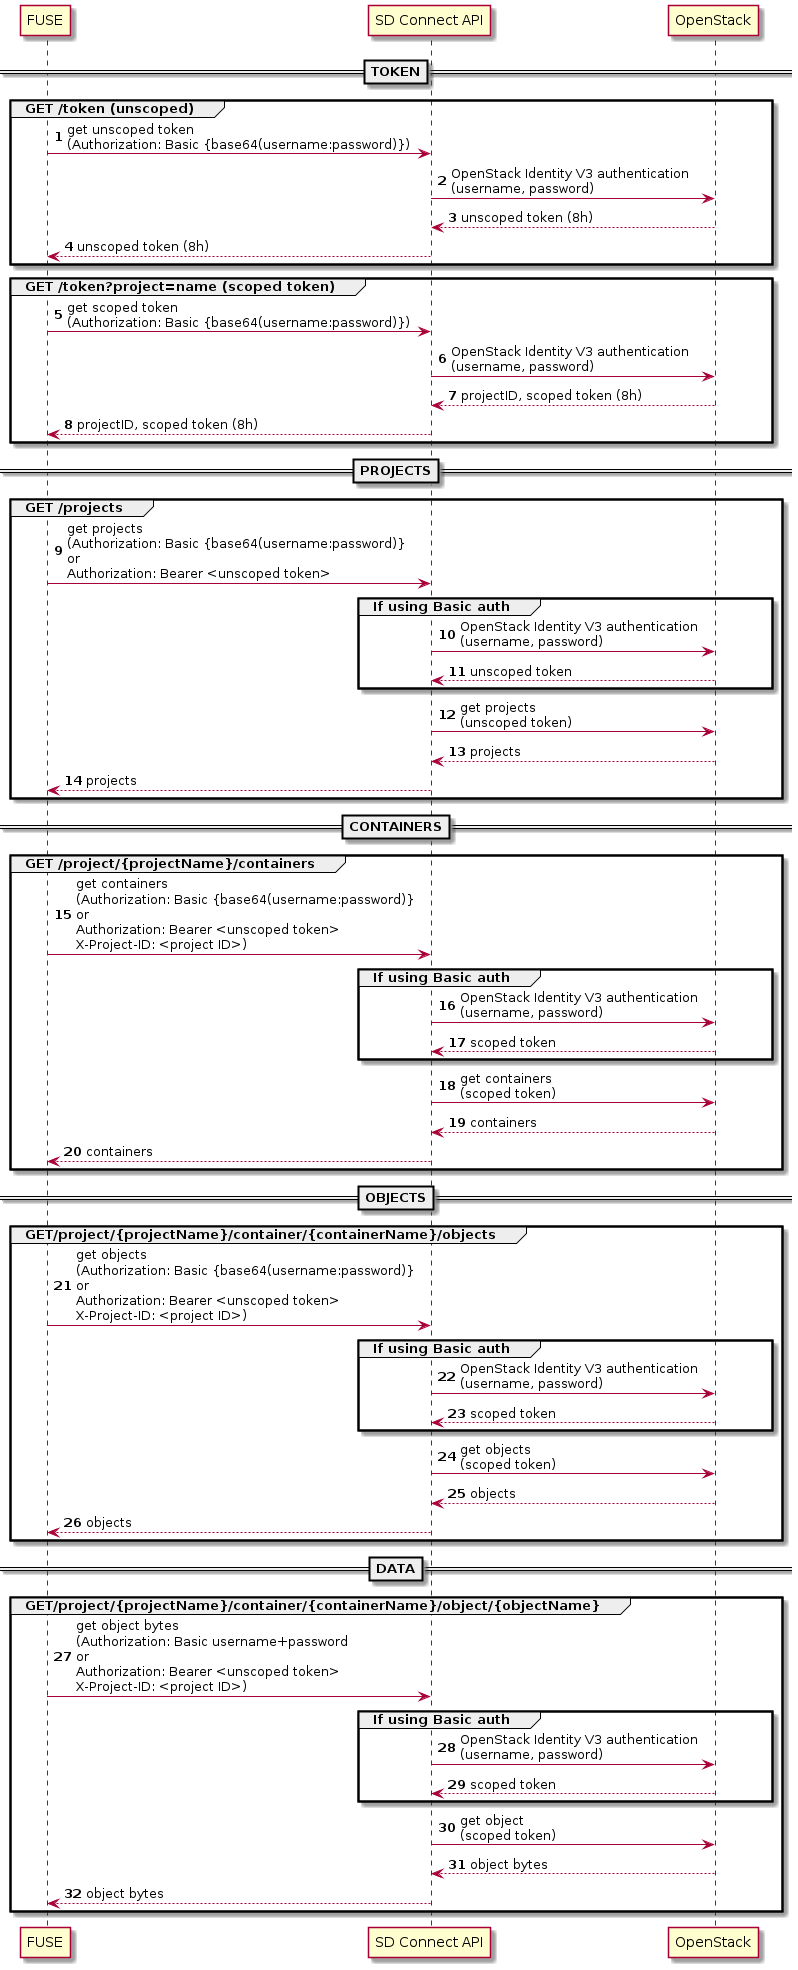 FUSE
SD Connect API
OpenStack
TOKEN
GET /token (unscoped)
1 get unscoped token
(Authorization: Basic {base64(username:password)})
2 OpenStack Identity V3 authentication
(username, password)
3 unscoped token (8h)
4 unscoped token (8h)
GET /token?project=name (scoped token)
5 get scoped token
(Authorization: Basic {base64(username:password)})
6 OpenStack Identity V3 authentication
(username, password)
7 projectID, scoped token (8h)
8 projectID, scoped token (8h)
PROJECTS
GET /projects
9 get projects
(Authorization: Basic {base64(username:password)}
or
Authorization: Bearer <unscoped token>
If using Basic auth
10 OpenStack Identity V3 authentication
(username, password)
11 unscoped token
12 get projects
(unscoped token)
13 projects
14 projects
CONTAINERS
GET /project/{projectName}/containers
15 get containers
(Authorization: Basic {base64(username:password)}
or
Authorization: Bearer <unscoped token>
X-Project-ID: <project ID>)
If using Basic auth
16 OpenStack Identity V3 authentication
(username, password)
17 scoped token
18 get containers
(scoped token)
19 containers
20 containers
OBJECTS
GET/project/{projectName}/container/{containerName}/objects
21 get objects
(Authorization: Basic {base64(username:password)}
or
Authorization: Bearer <unscoped token>
X-Project-ID: <project ID>)
If using Basic auth
22 OpenStack Identity V3 authentication
(username, password)
23 scoped token
24 get objects
(scoped token)
25 objects
26 objects
DATA
GET/project/{projectName}/container/{containerName}/object/{objectName}
27 get object bytes
(Authorization: Basic username+password
or
Authorization: Bearer <unscoped token>
X-Project-ID: <project ID>)
If using Basic auth
28 OpenStack Identity V3 authentication
(username, password)
29 scoped token
30 get object
(scoped token)
31 object bytes
32 object bytes
FUSE
SD Connect API
OpenStack